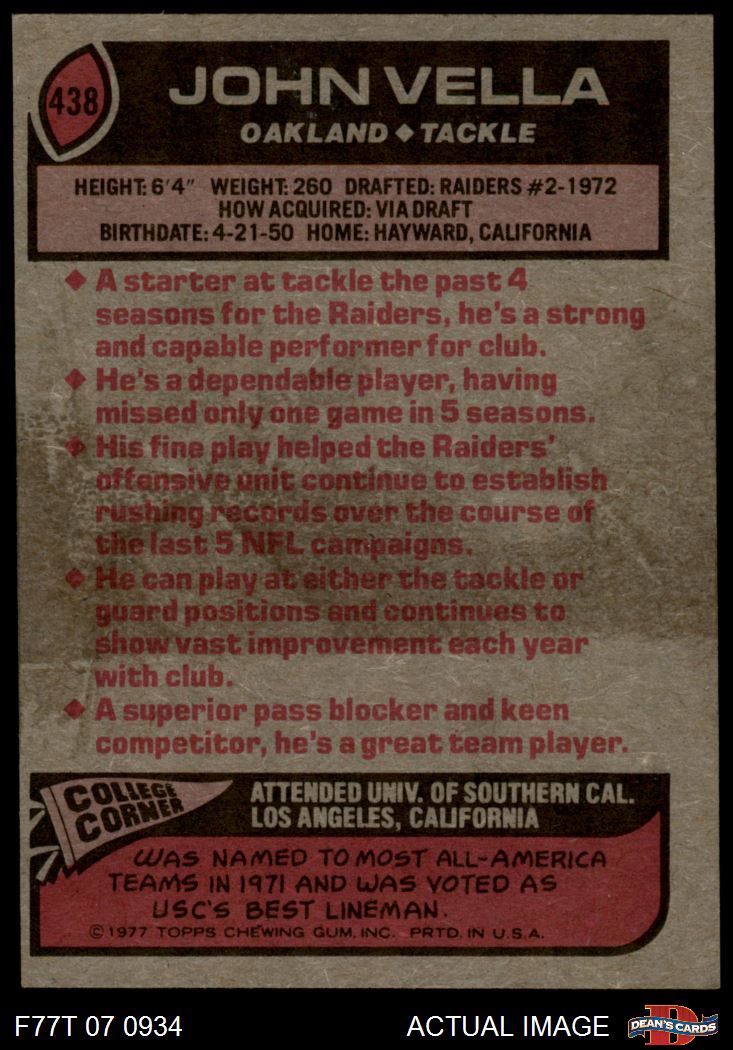 438
JOHN VELLA
OAKLAND ◆ TACKLE
HEIGHT: 6'4" WEIGHT: 260 DRAFTED: RAIDERS #2-1972
HOW ACQUIRED: VIA DRAFT
BIRTHDATE: 4-21-50 HOME: HAYWARD, CALIFORNIA
◆ A starter at tackle the past 4
seasons for the Raiders, he's a strong
and capable performer for club.
◆ He's a dependable player, having
missed only one game in 5 seasons.
◆ His fine play helped the Raiders'
offensive unit continue to establish
rushing records over the course of
the last 5 NFL campaigns.
◆ He can play at either the tackle or
guard positions and continues to
show vast improvement each year
with club.
◆ A superior pass blocker and keen
competitor, he's a great team player.
COLLEGE
CORNER
ATTENDED UNIV. OF SOUTHERN CAL.
LOS ANGELES, CALIFORNIA
WAS NAMED TO MOST ALL-AMERICA
TEAMS IN 1971 AND WAS VOTED AS
USC'S BEST LINEMAN.
© 1977 TOPPS CHEWING GUM, INC. PRTD. IN U.S.A.
F77T 07 0934
ACTUAL IMAGE
D
DEAN'S CARDS